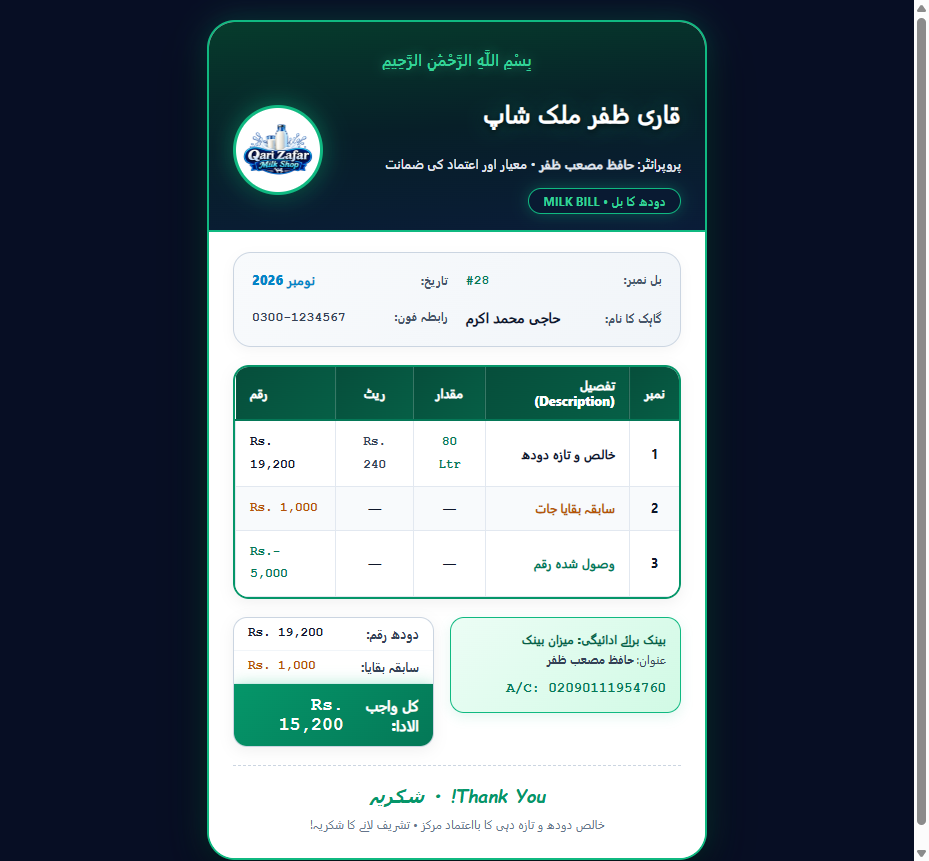 بِسْمِ اللَّهِ الرَّحْمٰنِ الرَّحِيمِ
قاری ظفر ملک شاپ
Qari Zafar
Milk Shop
پروپرائٹر: حافظ مصعب ظفر • معیار اور اعتماد کی ضمانت
دودھ کا بل • MILK BILL
بل نمبر: #28 تاریخ: نومبر 2026
گاہک کا نام: حاجی محمد اکرم رابطہ فون: 0300-1234567
نمبر تفصیل (Description) مقدار ریٹ رقم
1 خالص و تازہ دودھ 80 Ltr Rs. 240 Rs. 19,200
2 سابقہ بقایا جات — — Rs. 1,000
3 وصول شدہ رقم — — Rs.- 5,000
بینک برائے ادائیگی: میزان بینک
عنوان: حافظ مصعب ظفر
A/C: 02090111954760
دودھ رقم: Rs. 19,200
سابقہ بقایا: Rs. 1,000
کل واجب الادا: Rs. 15,200
شکریہ • Thank You!
خالص دودھ و تازہ دہی کا بااعتماد مرکز • تشریف لانے کا شکریہ!